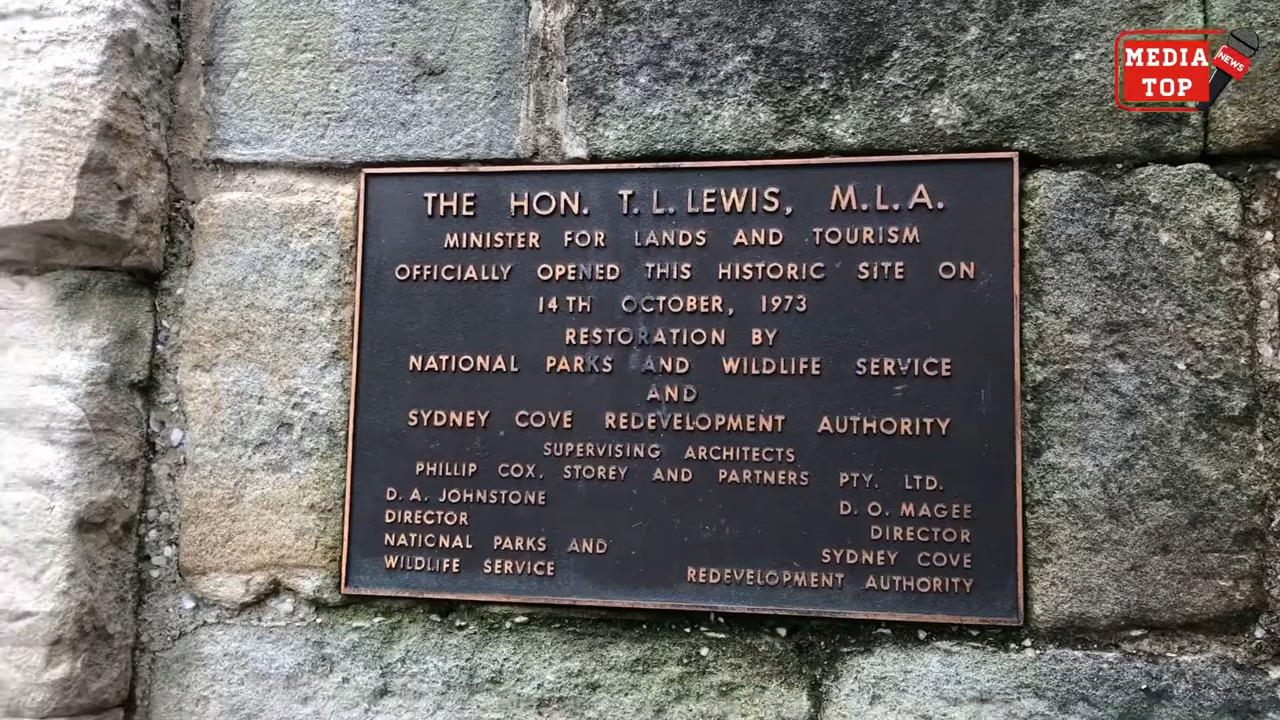 MEDIA
TOP
NEWS
THE HON. T. L. LEWIS, M.L.A.
MINISTER FOR LANDS AND TOURISM
OFFICIALLY OPENED THIS HISTORIC SITE ON
14TH OCTOBER, 1973
RESTORATION BY
NATIONAL PARKS AND WILDLIFE SERVICE
AND
SYDNEY COVE REDEVELOPMENT AUTHORITY
SUPERVISING ARCHITECTS
PHILLIP COX, STOREY AND PARTNERS PTY. LTD.
D. A. JOHNSTONE
DIRECTOR
NATIONAL PARKS AND
WILDLIFE SERVICE
D. O. MAGEE
DIRECTOR
SYDNEY COVE
REDEVELOPMENT AUTHORITY